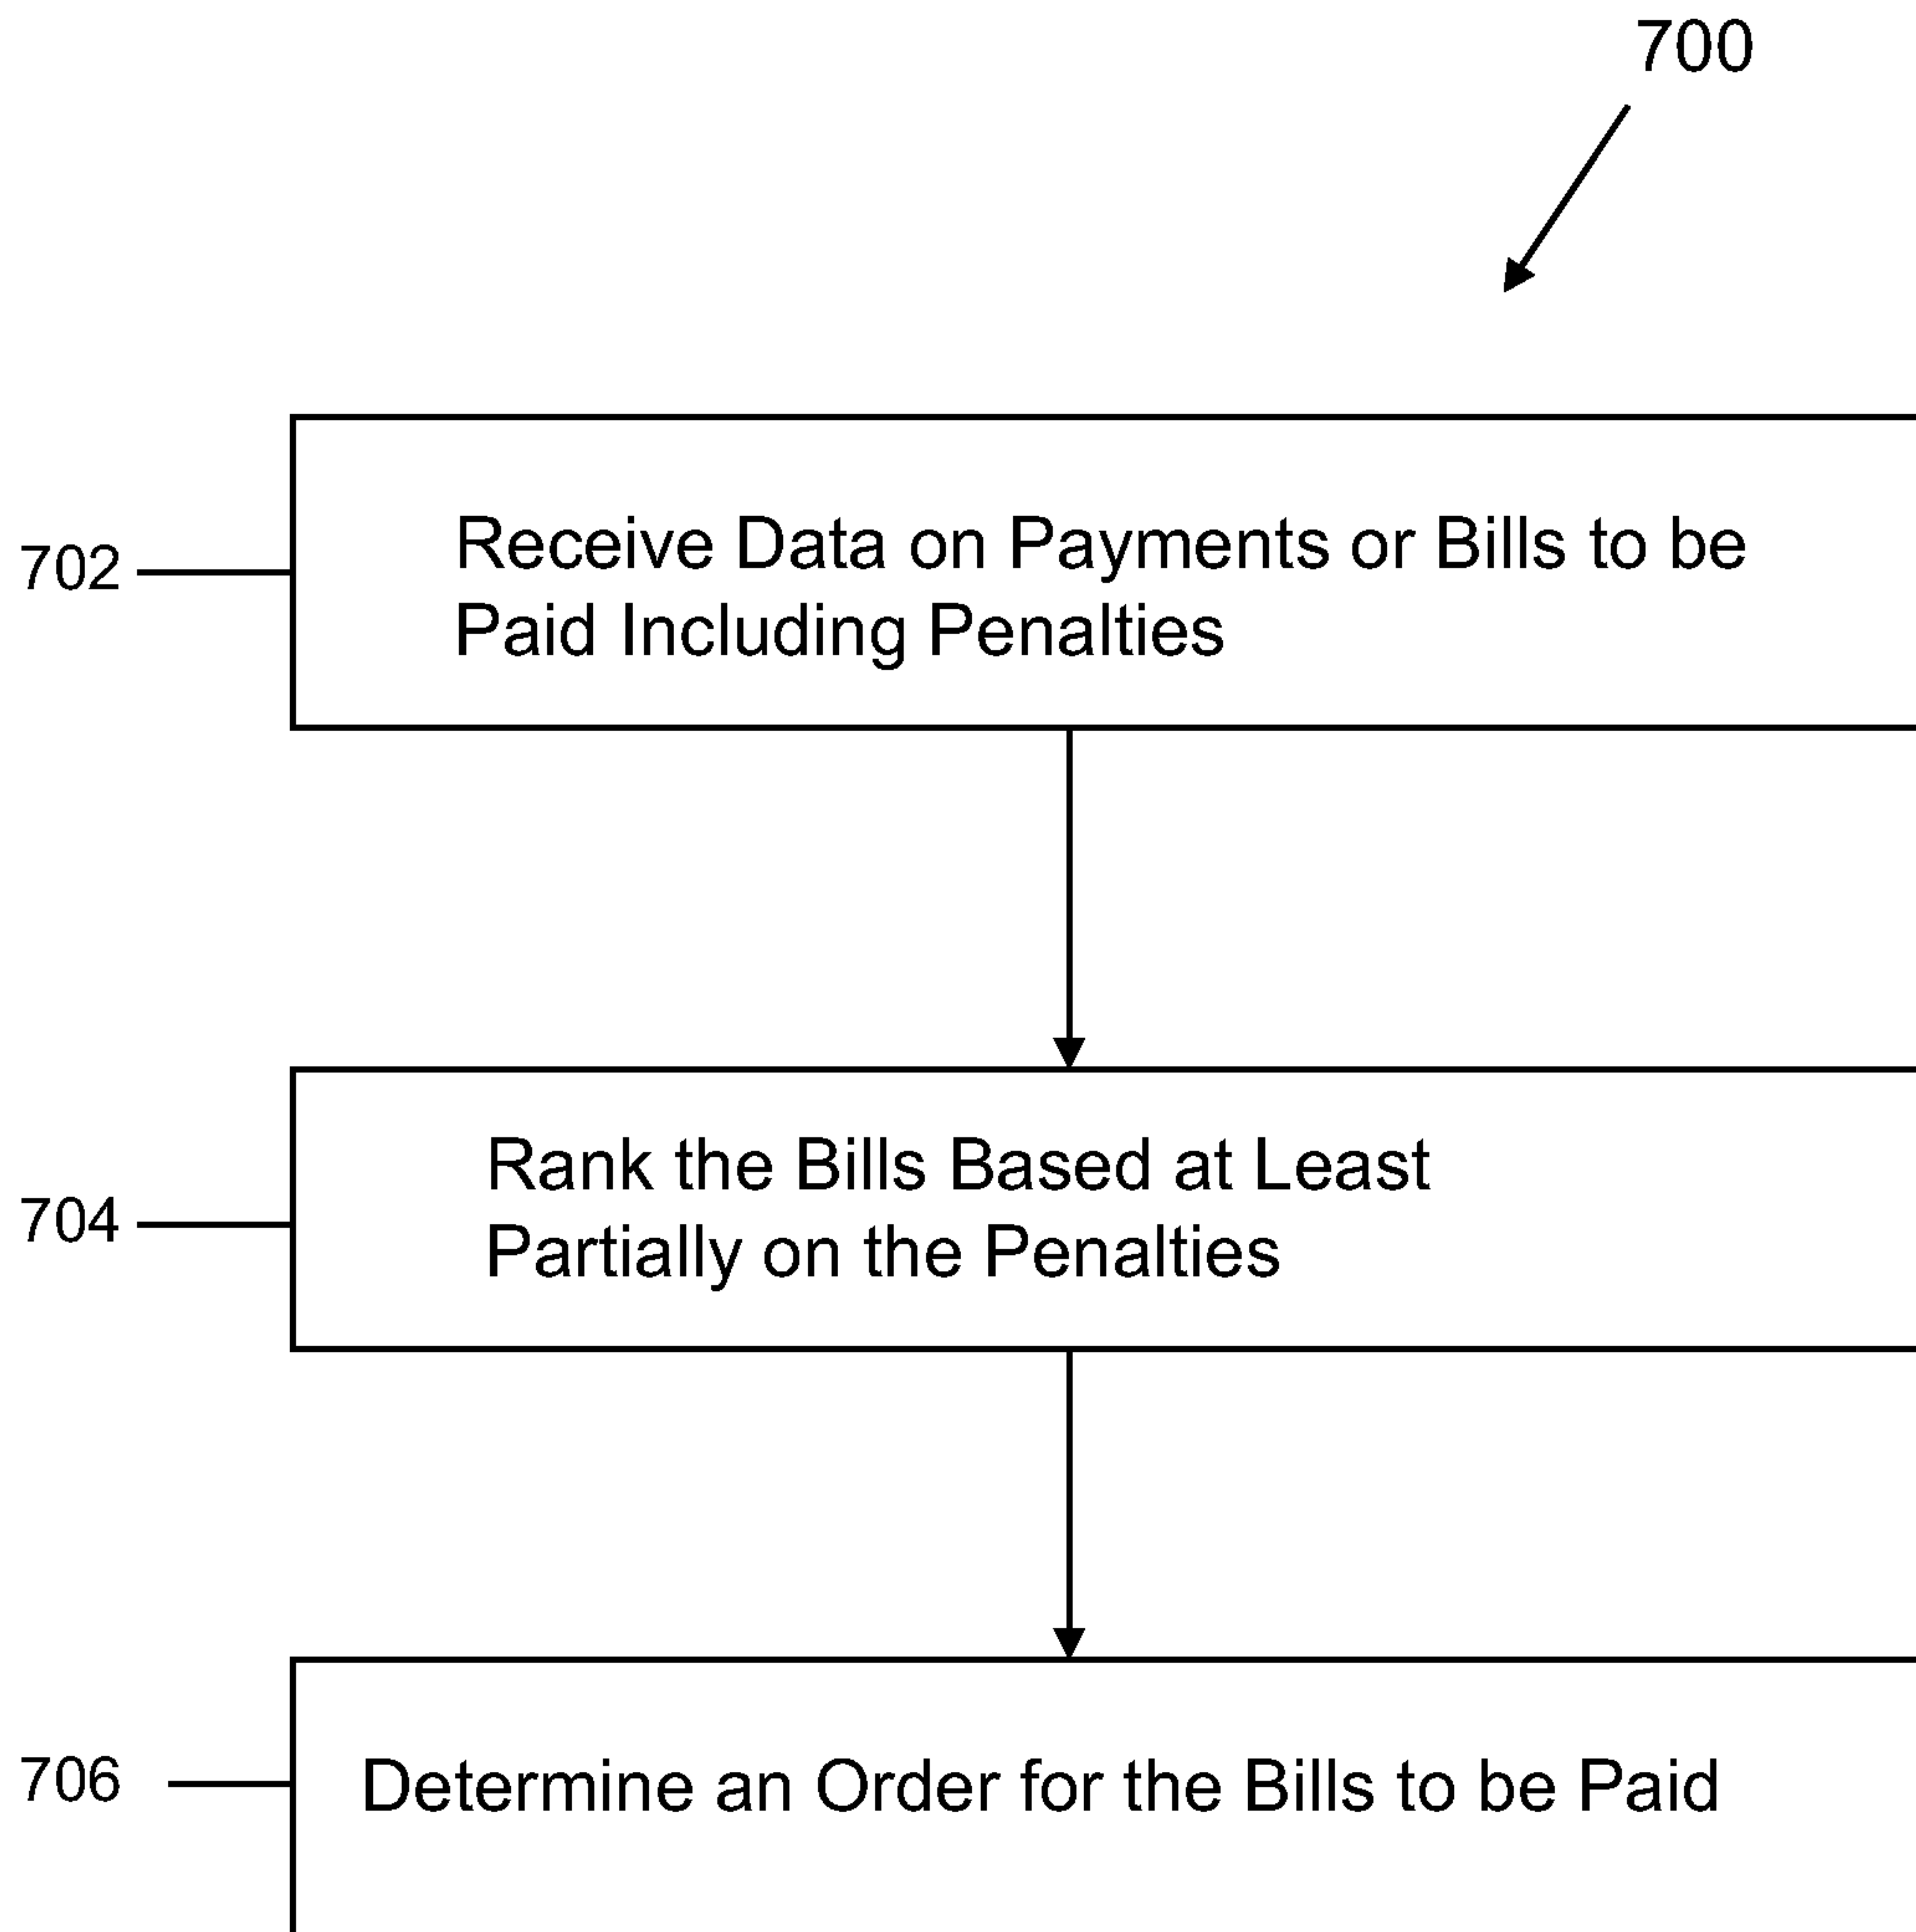 700
702
Receive Data on Payments or Bills to be
Paid Including Penalties
704
Rank the Bills Based at Least
Partially on the Penalties
706
Determine an Order for the Bills to be Paid